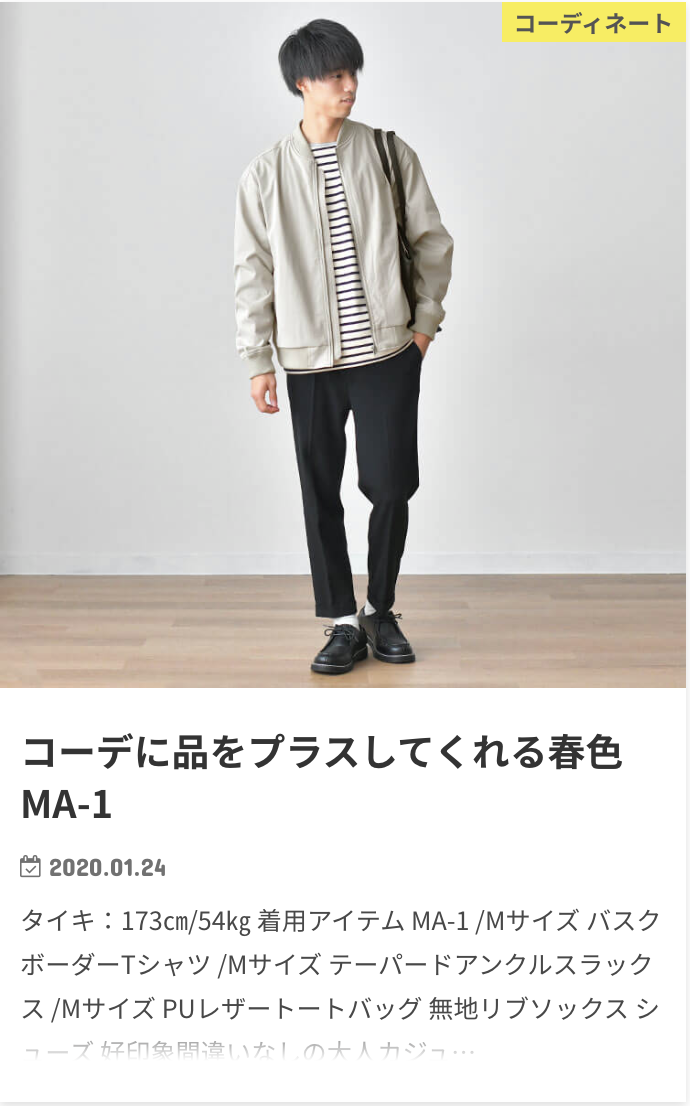 コーディネート
コーデに品をプラスしてくれる春色
MA-1
2020.01.24
タイキ：173㎝/54㎏ 着用アイテム MA-1 /Mサイズ バスク
ボーダーTシャツ /Mサイズ テーパードアンクルスラック
ス /Mサイズ PUレザートートバッグ 無地リブソックス シ
ューズ 好印象間違いなしの大人カジュ…